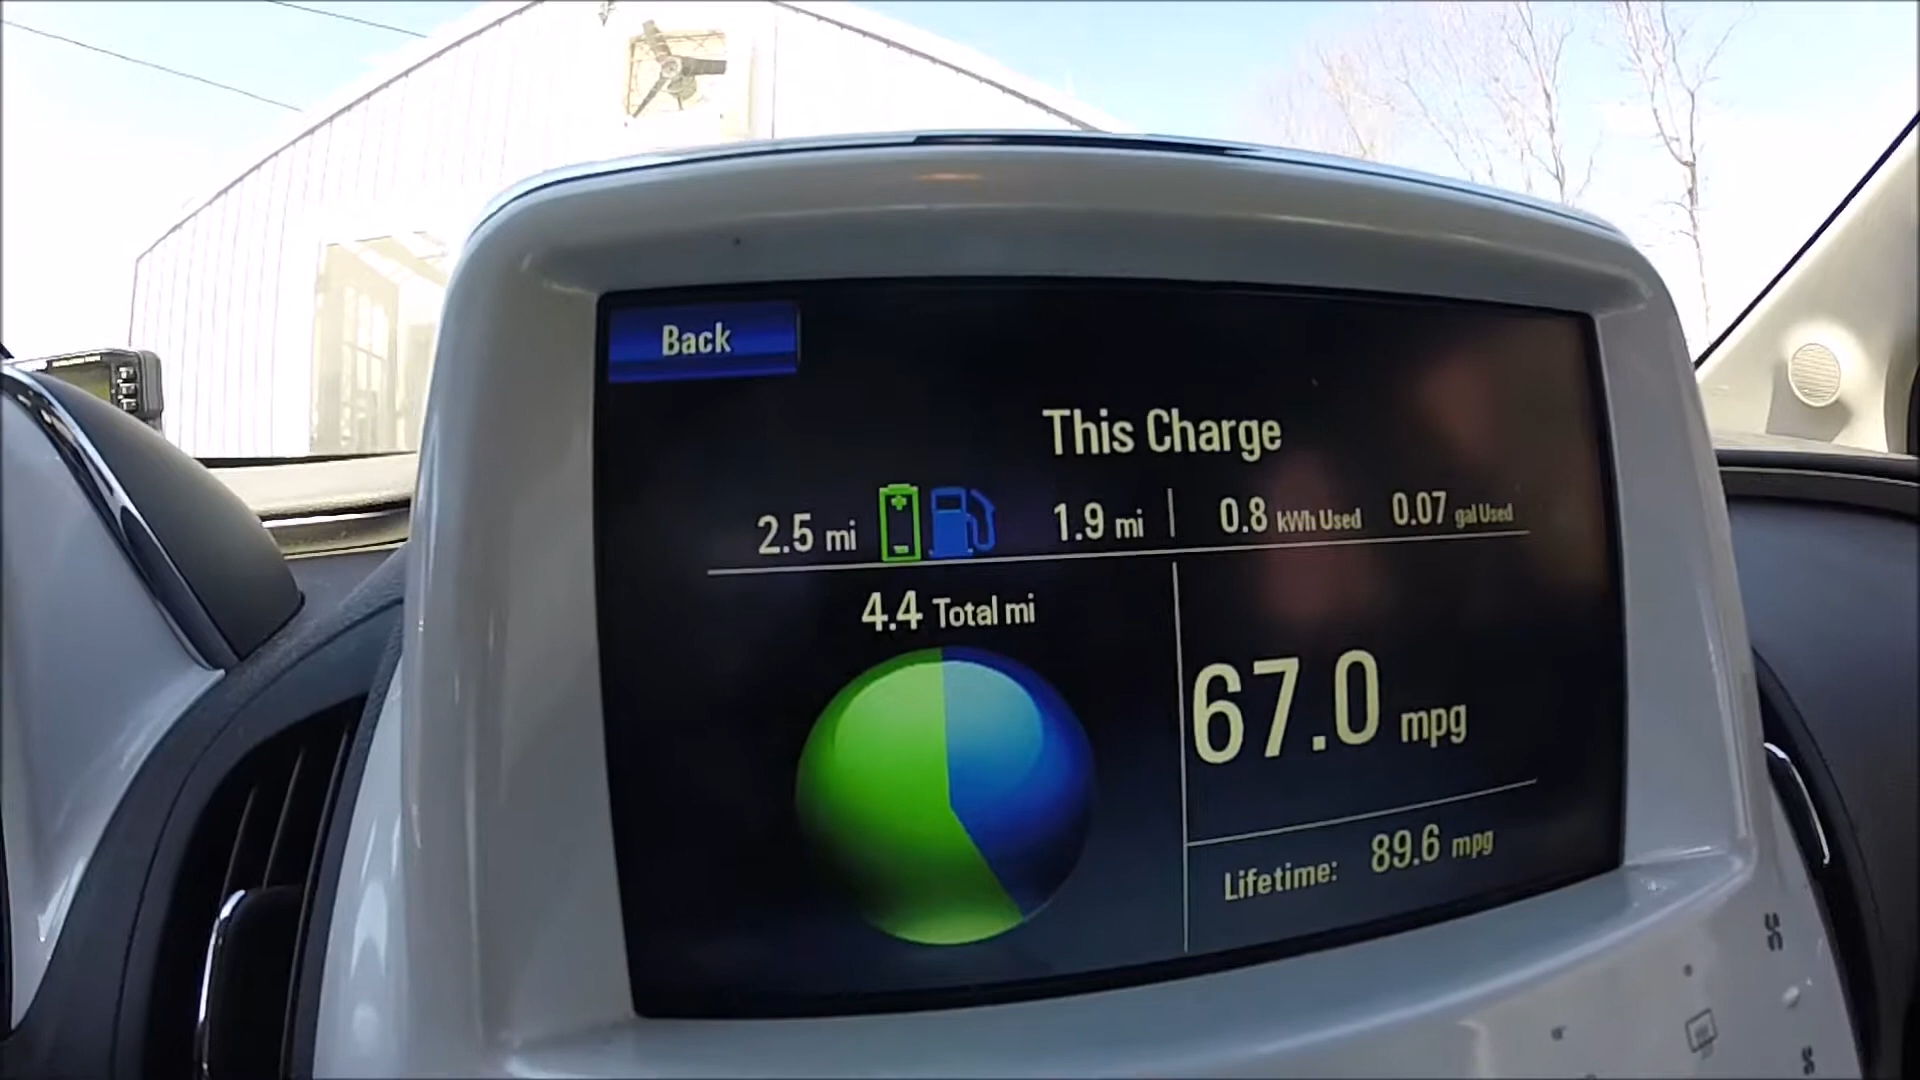 Back
This Charge
2.5 mi 1.9 mi 0.8 kWh Used 0.07 gal Used
4.4 Total mi
67.0 mpg
Lifetime: 89.6 mpg